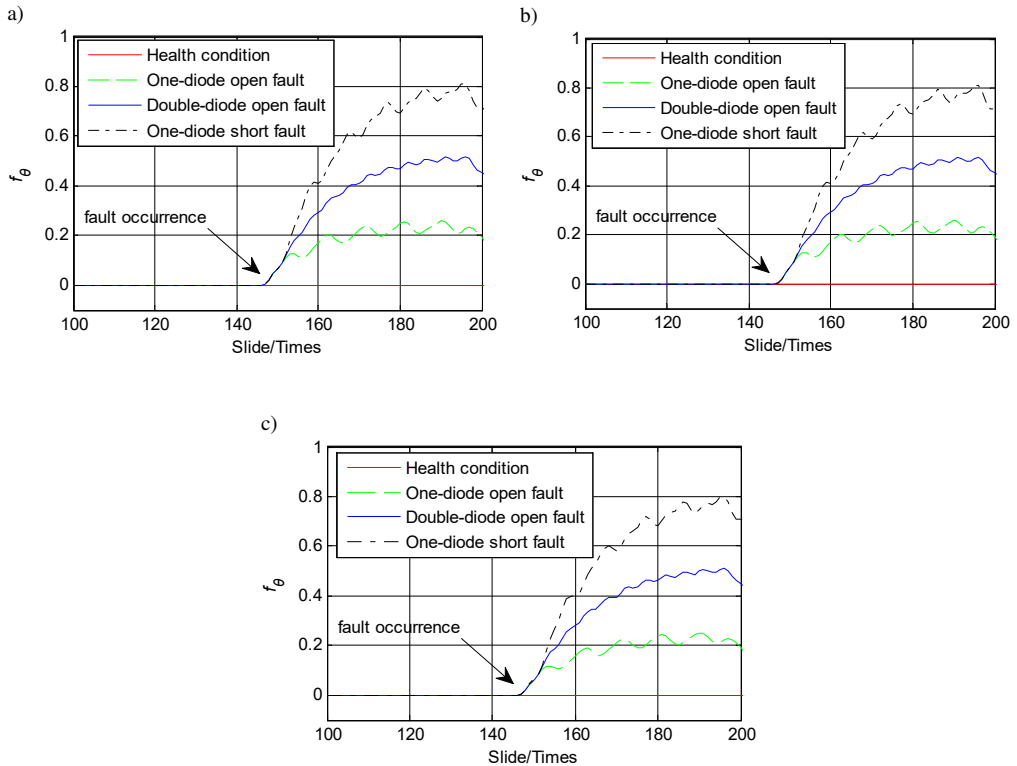 a)
1
0.8
0.6
0.4
0.2
0
f_θ
Health condition
One-diode open fault
Double-diode open fault
One-diode short fault
fault occurrence
100 120 140 160 180 200
Slide/Times
b)
1
0.8
0.6
0.4
0.2
0
f_θ
Health condition
One-diode open fault
Double-diode open fault
One-diode short fault
fault occurrence
100 120 140 160 180 200
Slide/Times
c)
1
0.8
0.6
0.4
0.2
0
f_θ
Health condition
One-diode open fault
Double-diode open fault
One-diode short fault
fault occurrence
100 120 140 160 180 200
Slide/Times